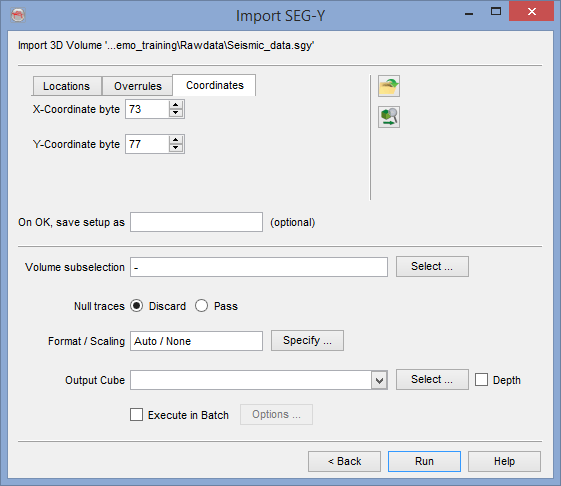 Import SEG-Y
Import 3D Volume '...emo_training\Rawdata\Seismic_data.sgy'
Locations Overrules Coordinates
X-Coordinate byte 73
Y-Coordinate byte 77
On OK, save setup as (optional)
Volume subselection - Select ...
Null traces Discard Pass
Format / Scaling Auto / None Specify ...
Output Cube Select ... Depth
Execute in Batch Options ...
< Back Run Help